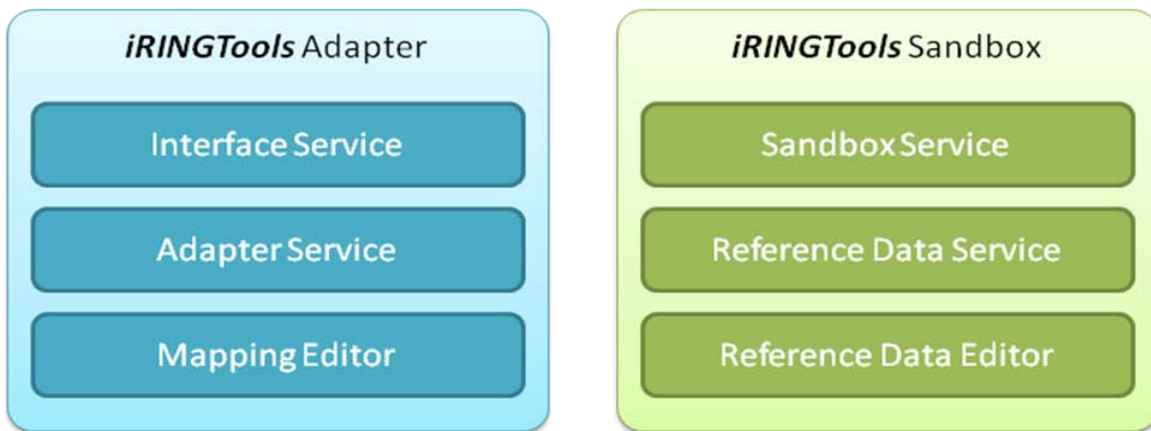 iRINGTools Adapter
Interface Service
Adapter Service
Mapping Editor
iRINGTools Sandbox
Sandbox Service
Reference Data Service
Reference Data Editor